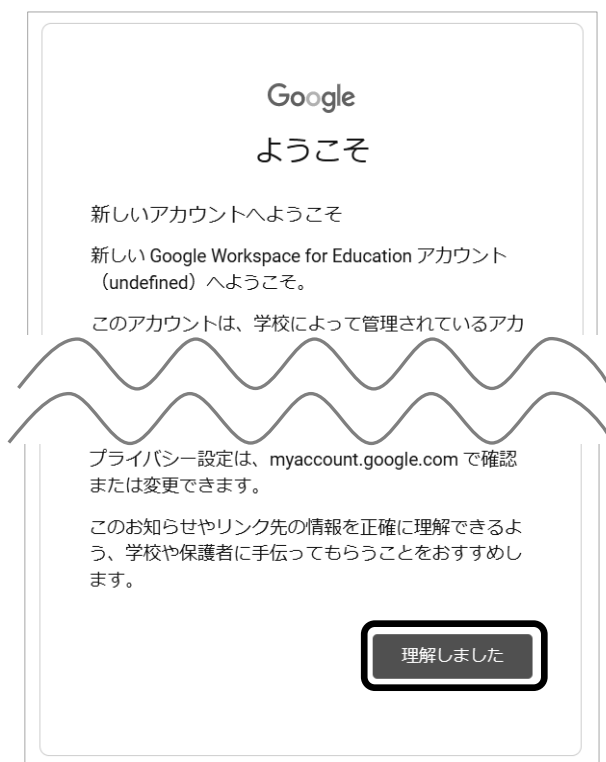 Google
ようこそ
新しいアカウントへようこそ
新しい Google Workspace for Education アカウント
（undefined）へようこそ。
このアカウントは、学校によって管理されているアカ
プライバシー設定は、myaccount.google.com で確認
または変更できます。
このお知らせやリンク先の情報を正確に理解できるよ
う、学校や保護者に手伝ってもらうことをおすすめし
ます。
理解しました